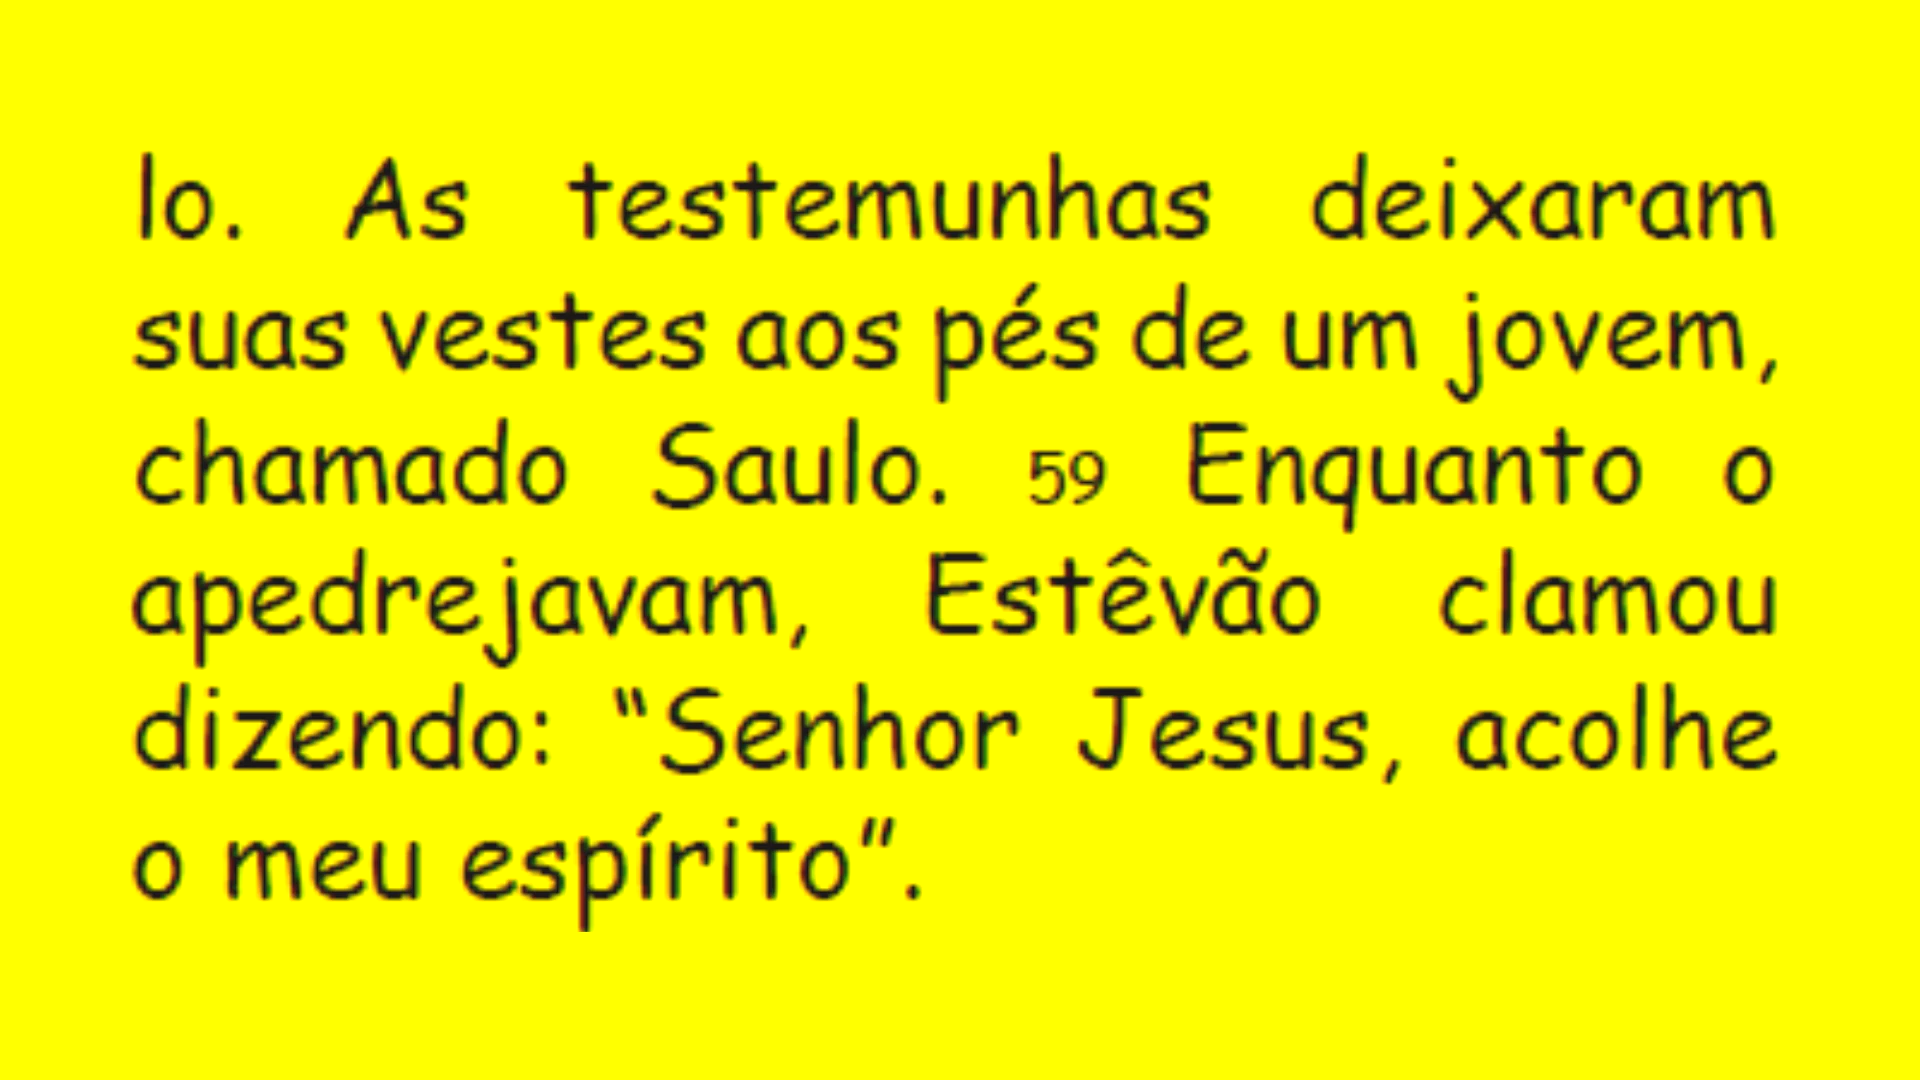 lo. As testemunhas deixaram
suas vestes aos pés de um jovem,
chamado Saulo. 59 Enquanto o
apedrejavam, Estêvão clamou
dizendo: “Senhor Jesus, acolhe
o meu espírito”.